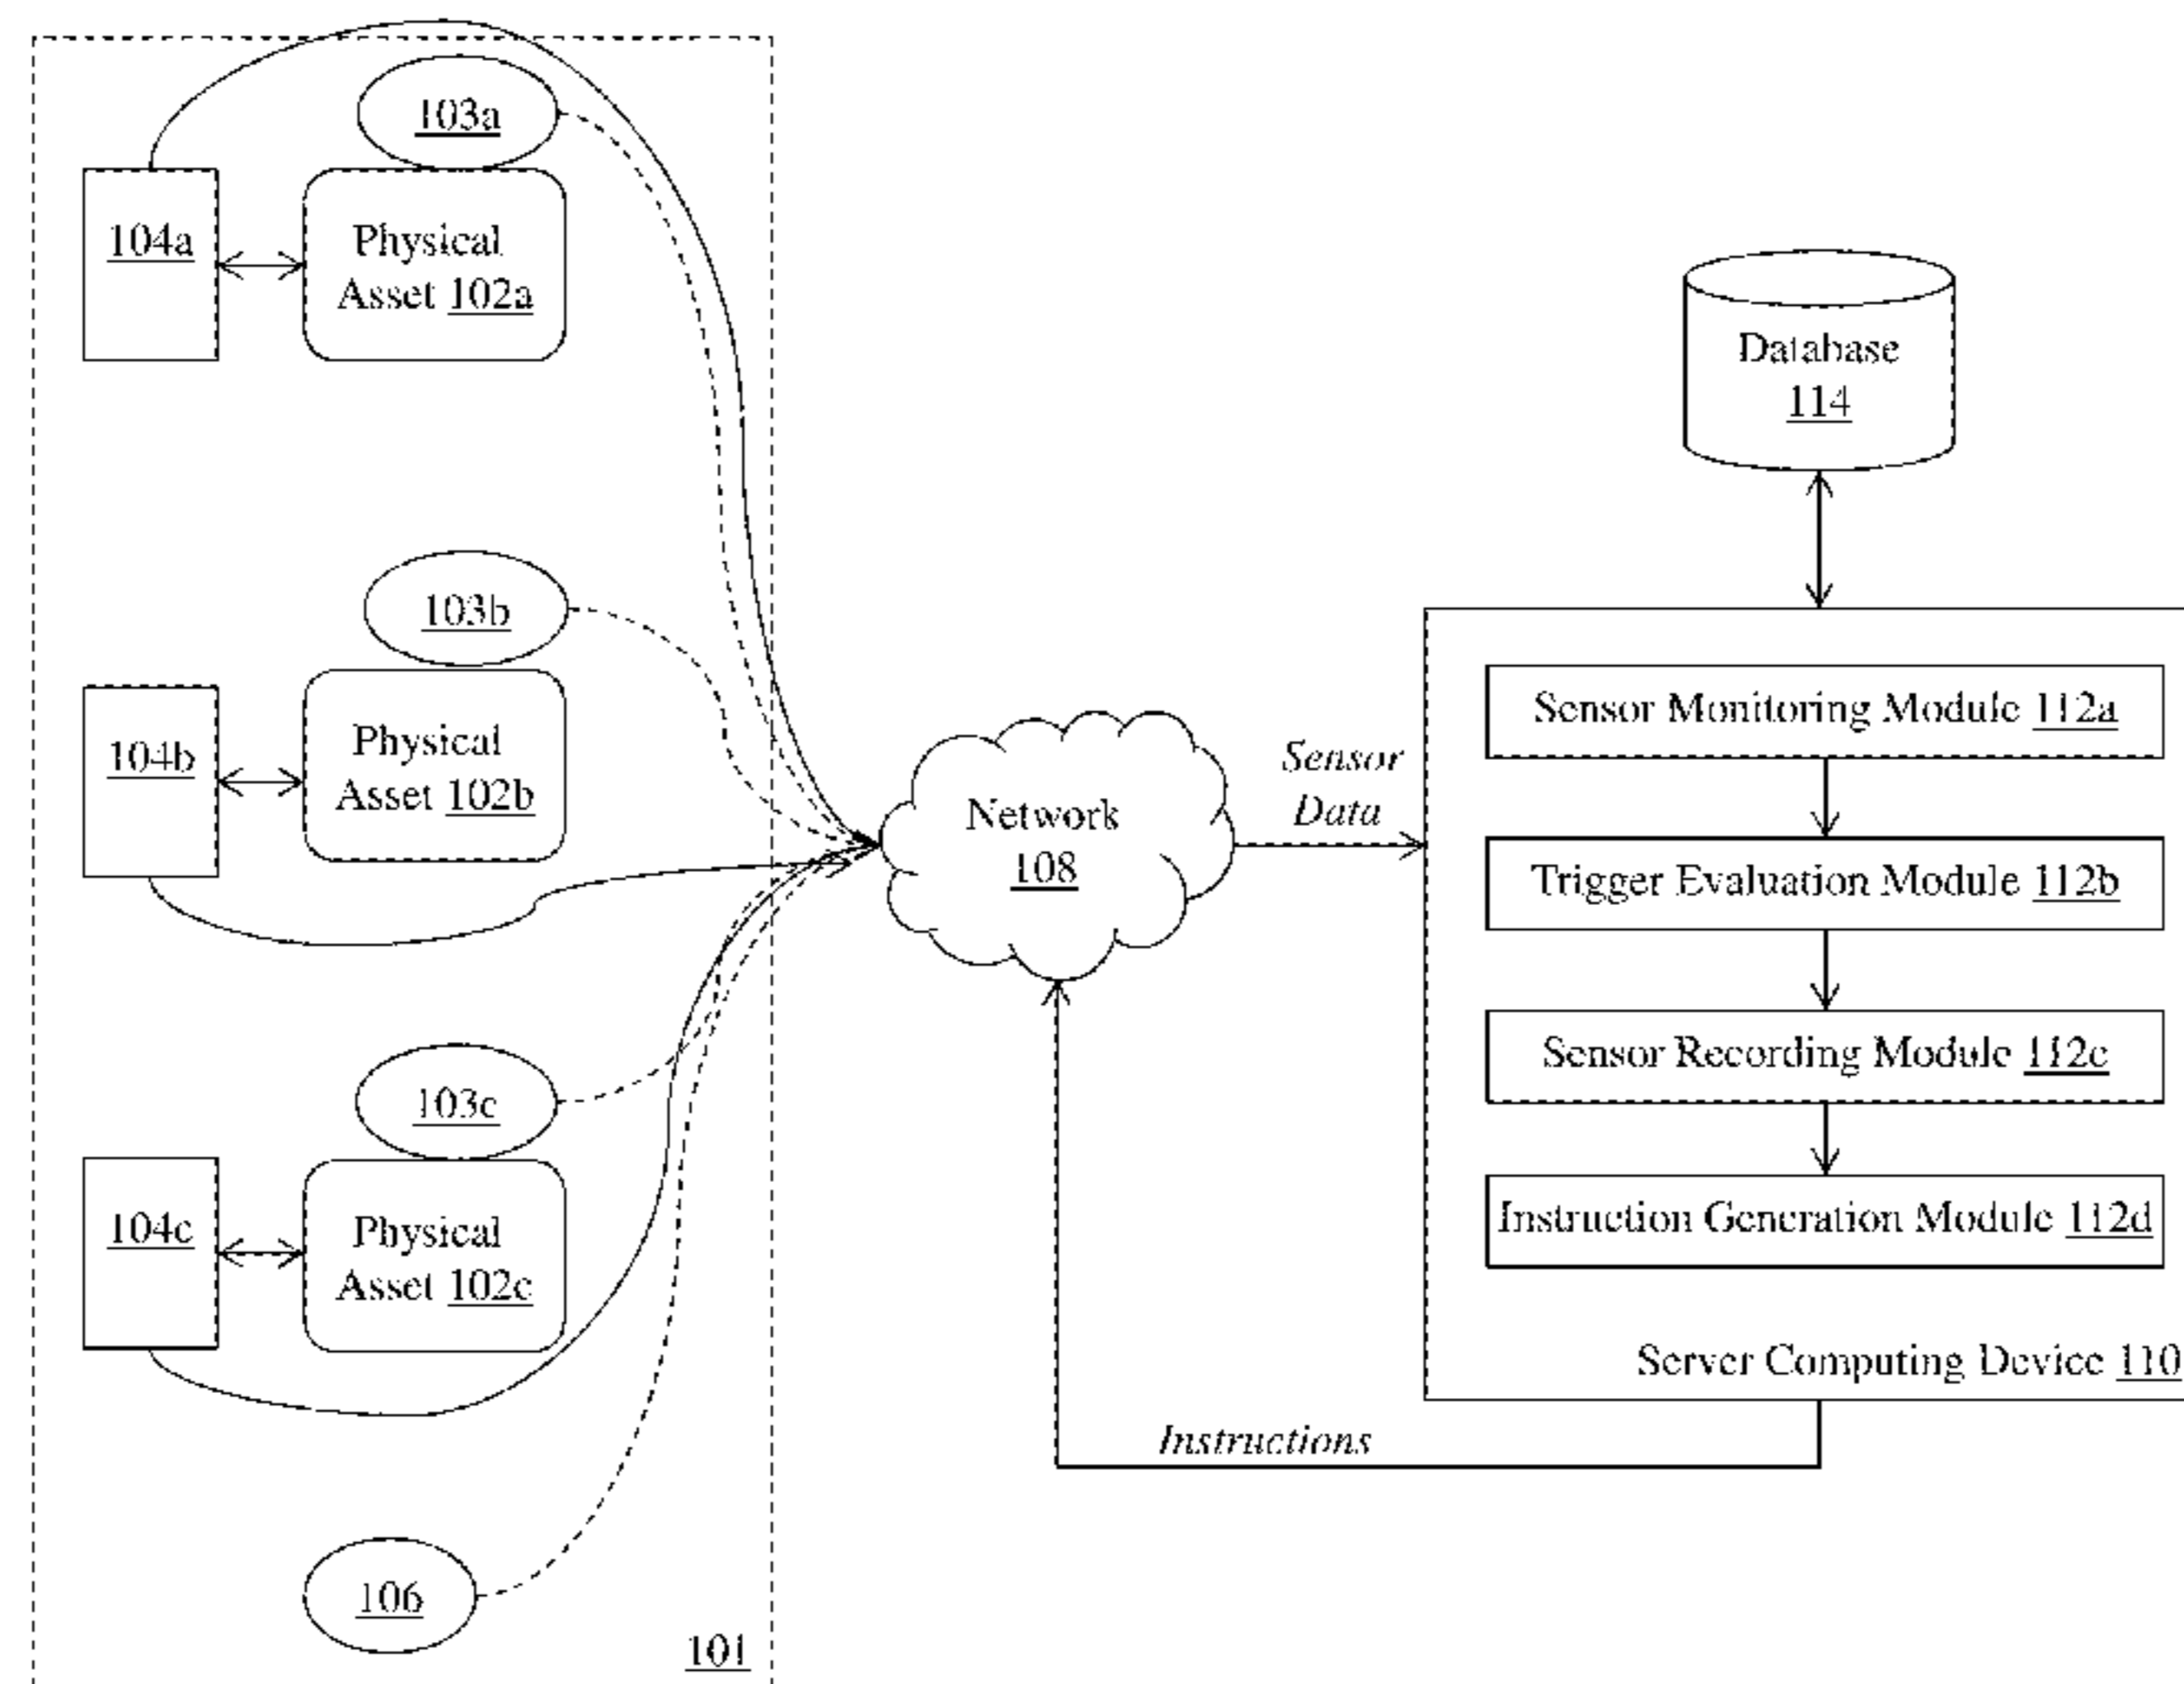 103a
104a
Physical
Asset 102a
103b
104b
Physical
Asset 102b
103c
104c
Physical
Asset 102c
106
101
Network
108
Sensor
Data
Instructions
Database
114
Sensor Monitoring Module 112a
Trigger Evaluation Module 112b
Sensor Recording Module 112c
Instruction Generation Module 112d
Server Computing Device 110